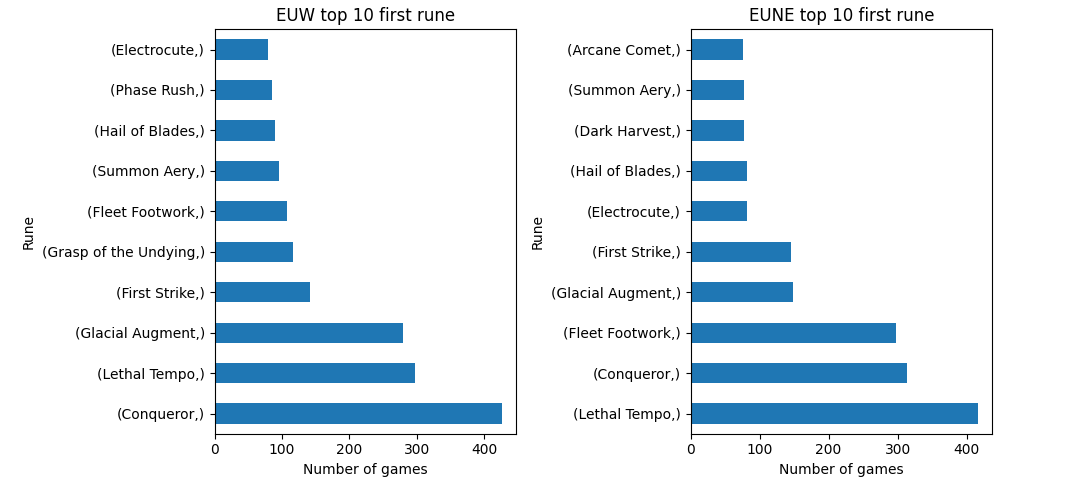 EUW top 10 first rune
Rune
(Electrocute,)
(Phase Rush,)
(Hail of Blades,)
(Summon Aery,)
(Fleet Footwork,)
(Grasp of the Undying,)
(First Strike,)
(Glacial Augment,)
(Lethal Tempo,)
(Conqueror,)
0 100 200 300 400
Number of games
EUNE top 10 first rune
Rune
(Arcane Comet,)
(Summon Aery,)
(Dark Harvest,)
(Hail of Blades,)
(Electrocute,)
(First Strike,)
(Glacial Augment,)
(Fleet Footwork,)
(Conqueror,)
(Lethal Tempo,)
0 100 200 300 400
Number of games